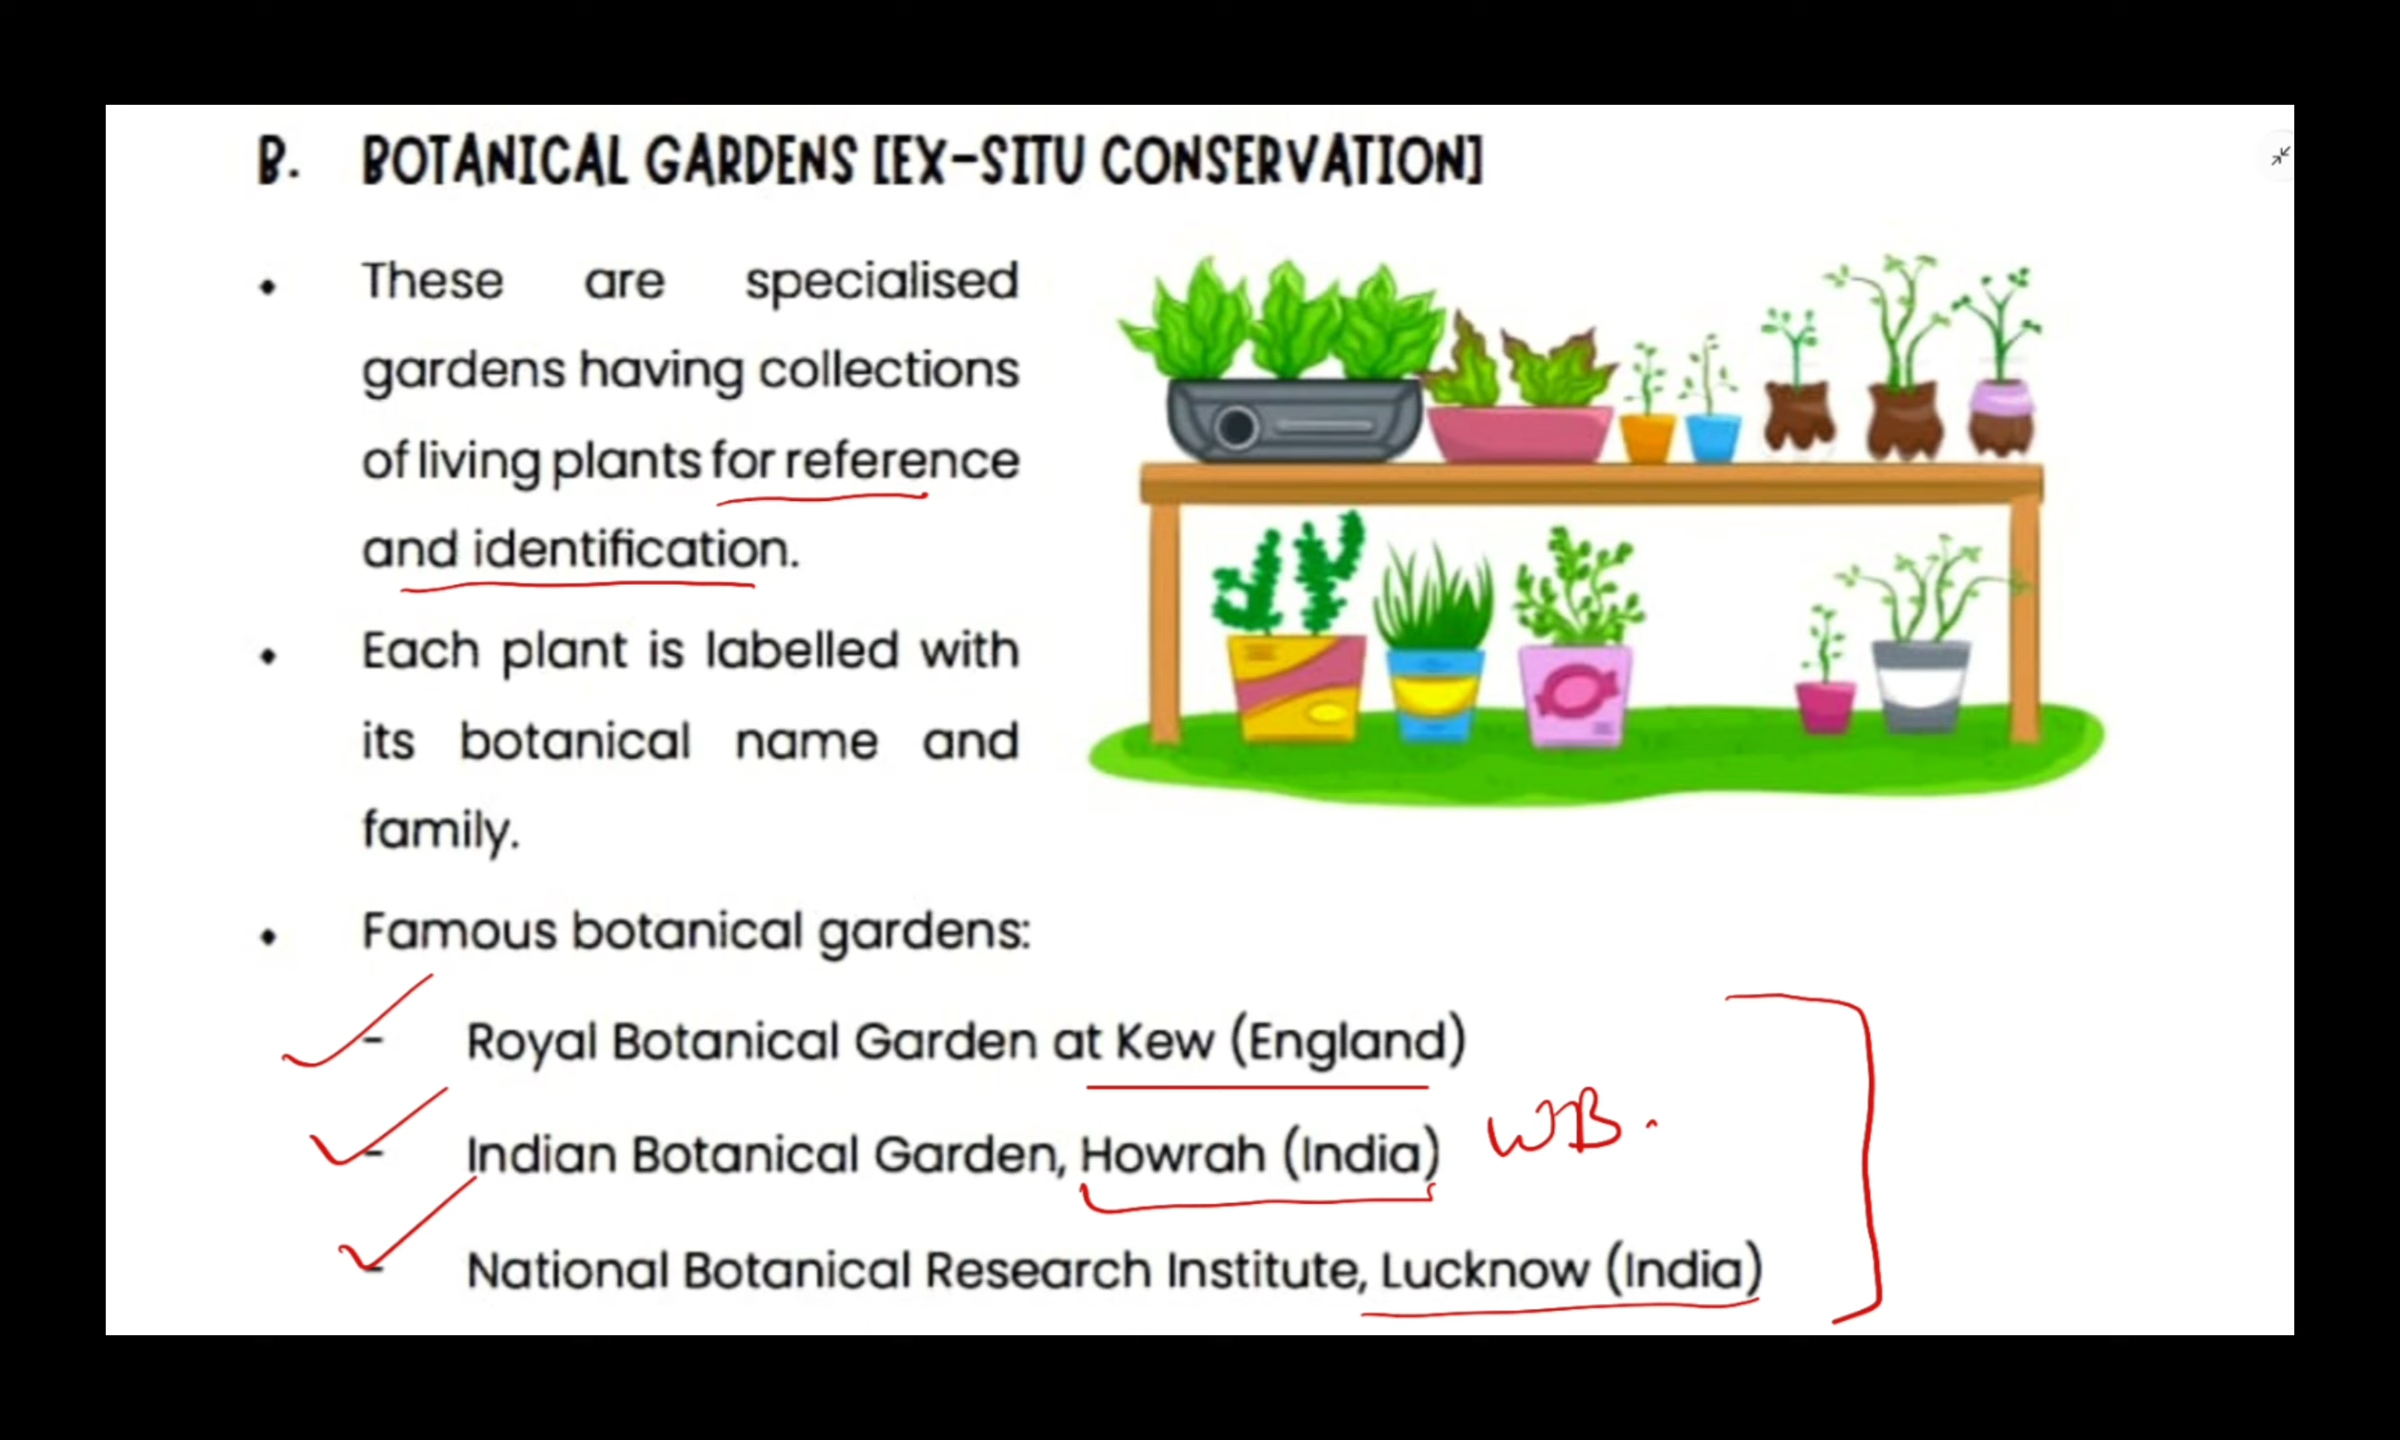 B. BOTANICAL GARDENS [EX-SITU CONSERVATION]
• These are specialised
gardens having collections
of living plants for reference
and identification.
• Each plant is labelled with
its botanical name and
family.
• Famous botanical gardens:
- Royal Botanical Garden at Kew (England)
- Indian Botanical Garden, Howrah (India) WB.
- National Botanical Research Institute, Lucknow (India)